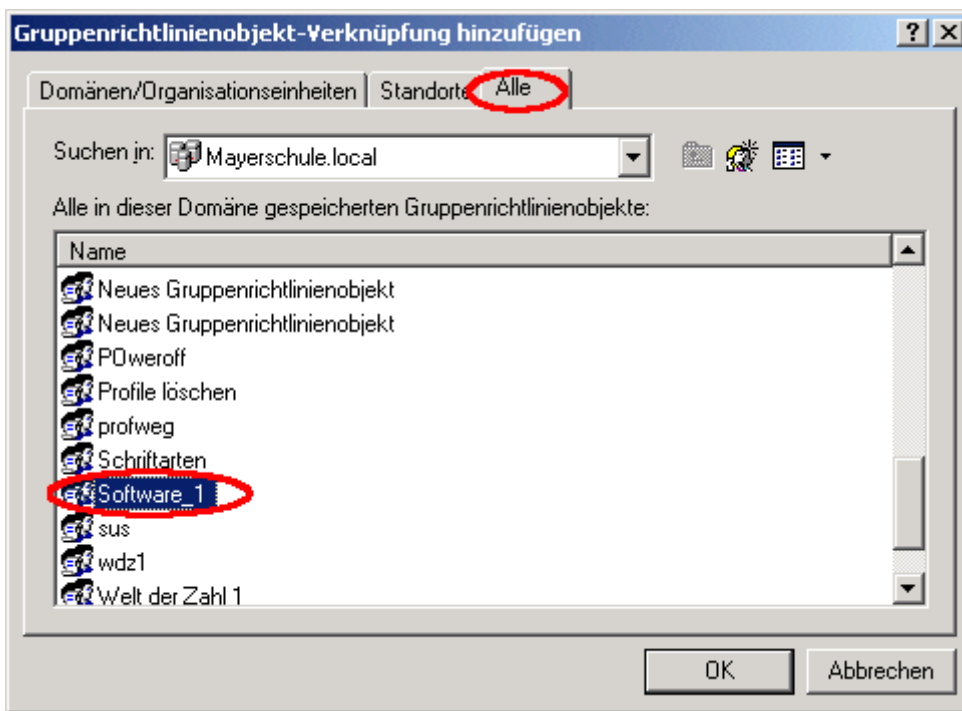 Gruppenrichtlinienobjekt-Verknüpfung hinzufügen
Domänen/Organisationseinheiten Standorte Alle
Suchen in: Mayerschule.local
Alle in dieser Domäne gespeicherten Gruppenrichtlinienobjekte:
Name
Neues Gruppenrichtlinienobjekt
Neues Gruppenrichtlinienobjekt
POweroff
Profile löschen
profweg
Schriftarten
Software_1
sus
wdz1
Welt der Zahl 1
OK Abbrechen